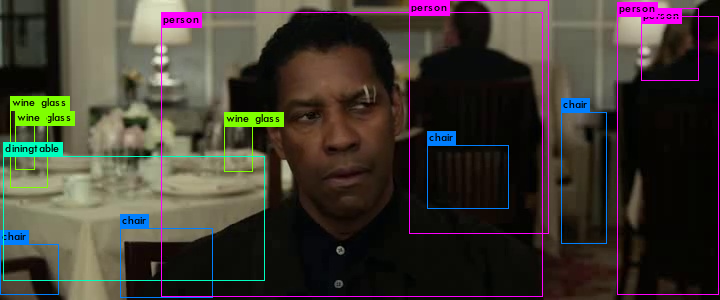 person
person
person
person
wine glass
wine glass
wine glass
chair
chair
diningtable
chair
chair